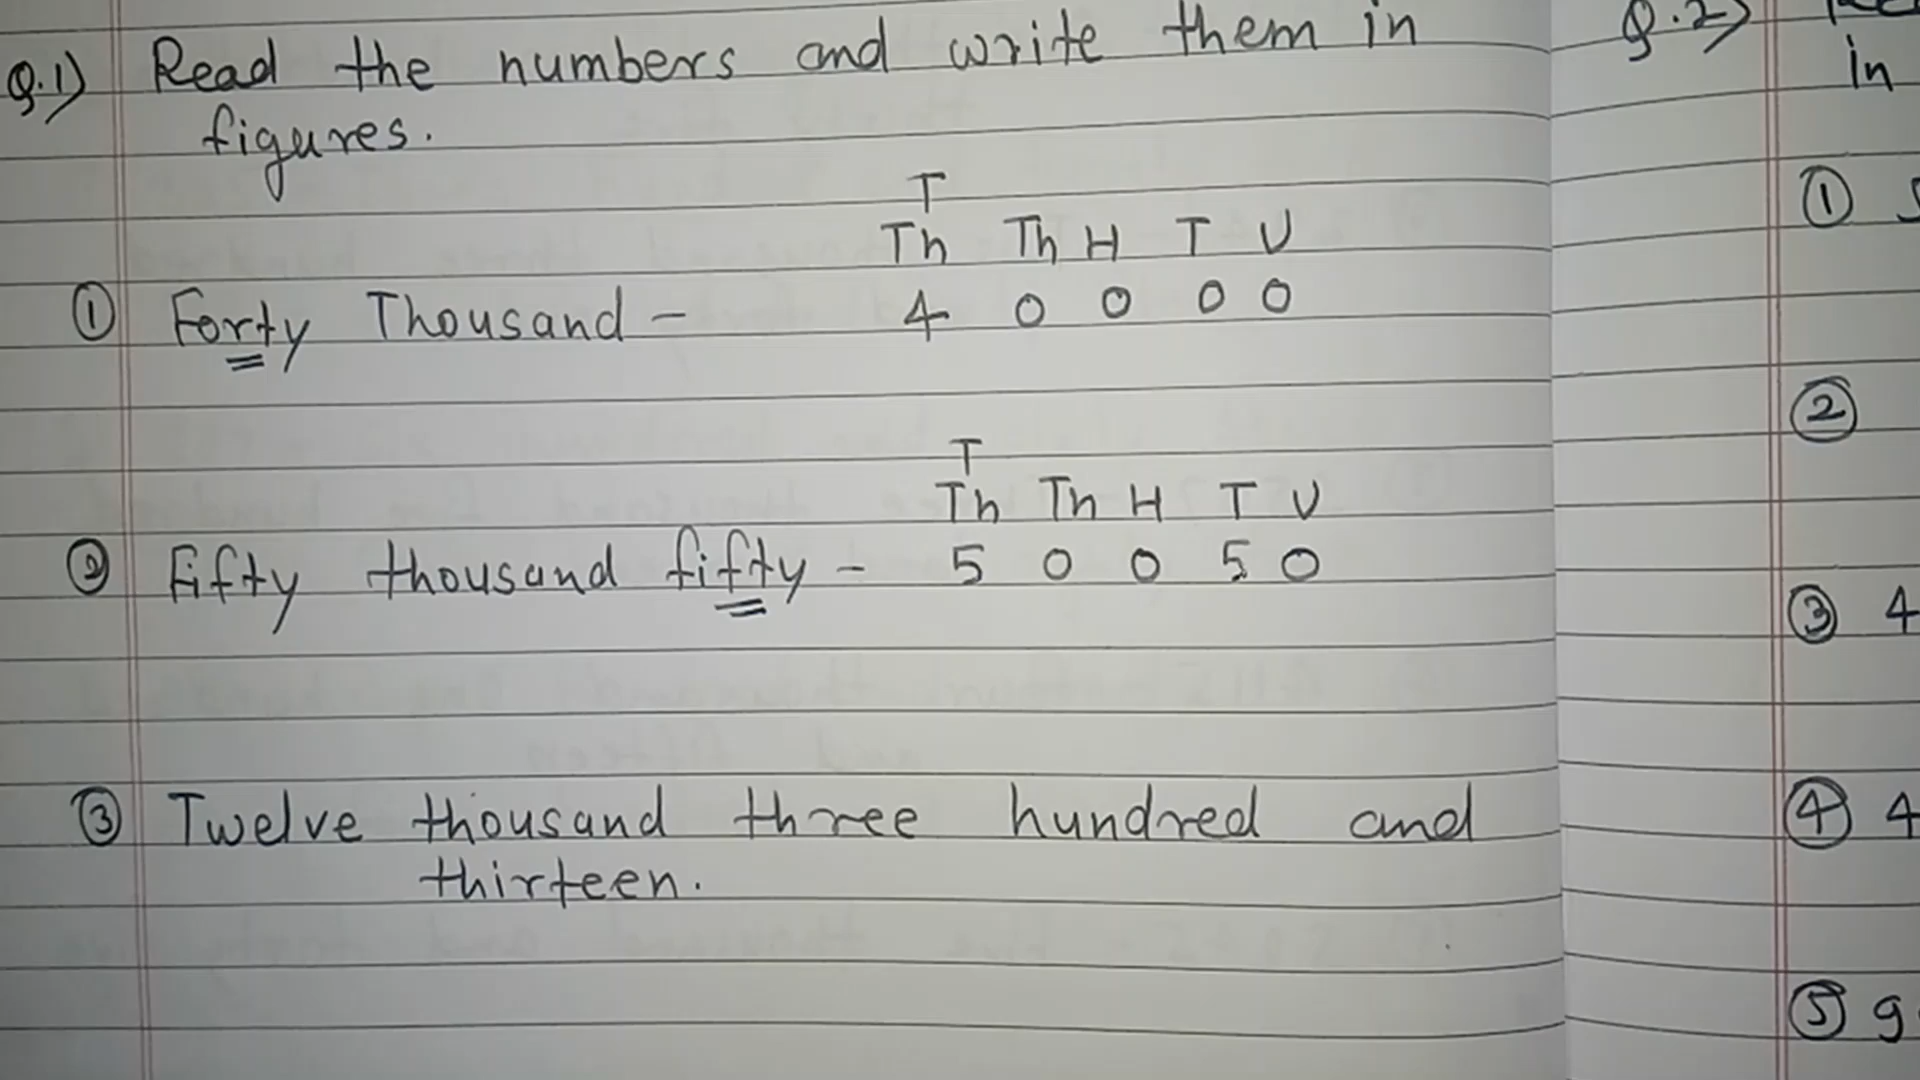 Q.1) Read the numbers and write them in
figures.
T
Th Th H T U
① Forty Thousand - 4 0 0 0 0
T
Th Th H T U
② Fifty thousand fifty - 5 0 0 5 0
③ Twelve thousand three hundred and
thirteen.
Q.2)
in
①
②
③ 4
④ 4
⑤ 9